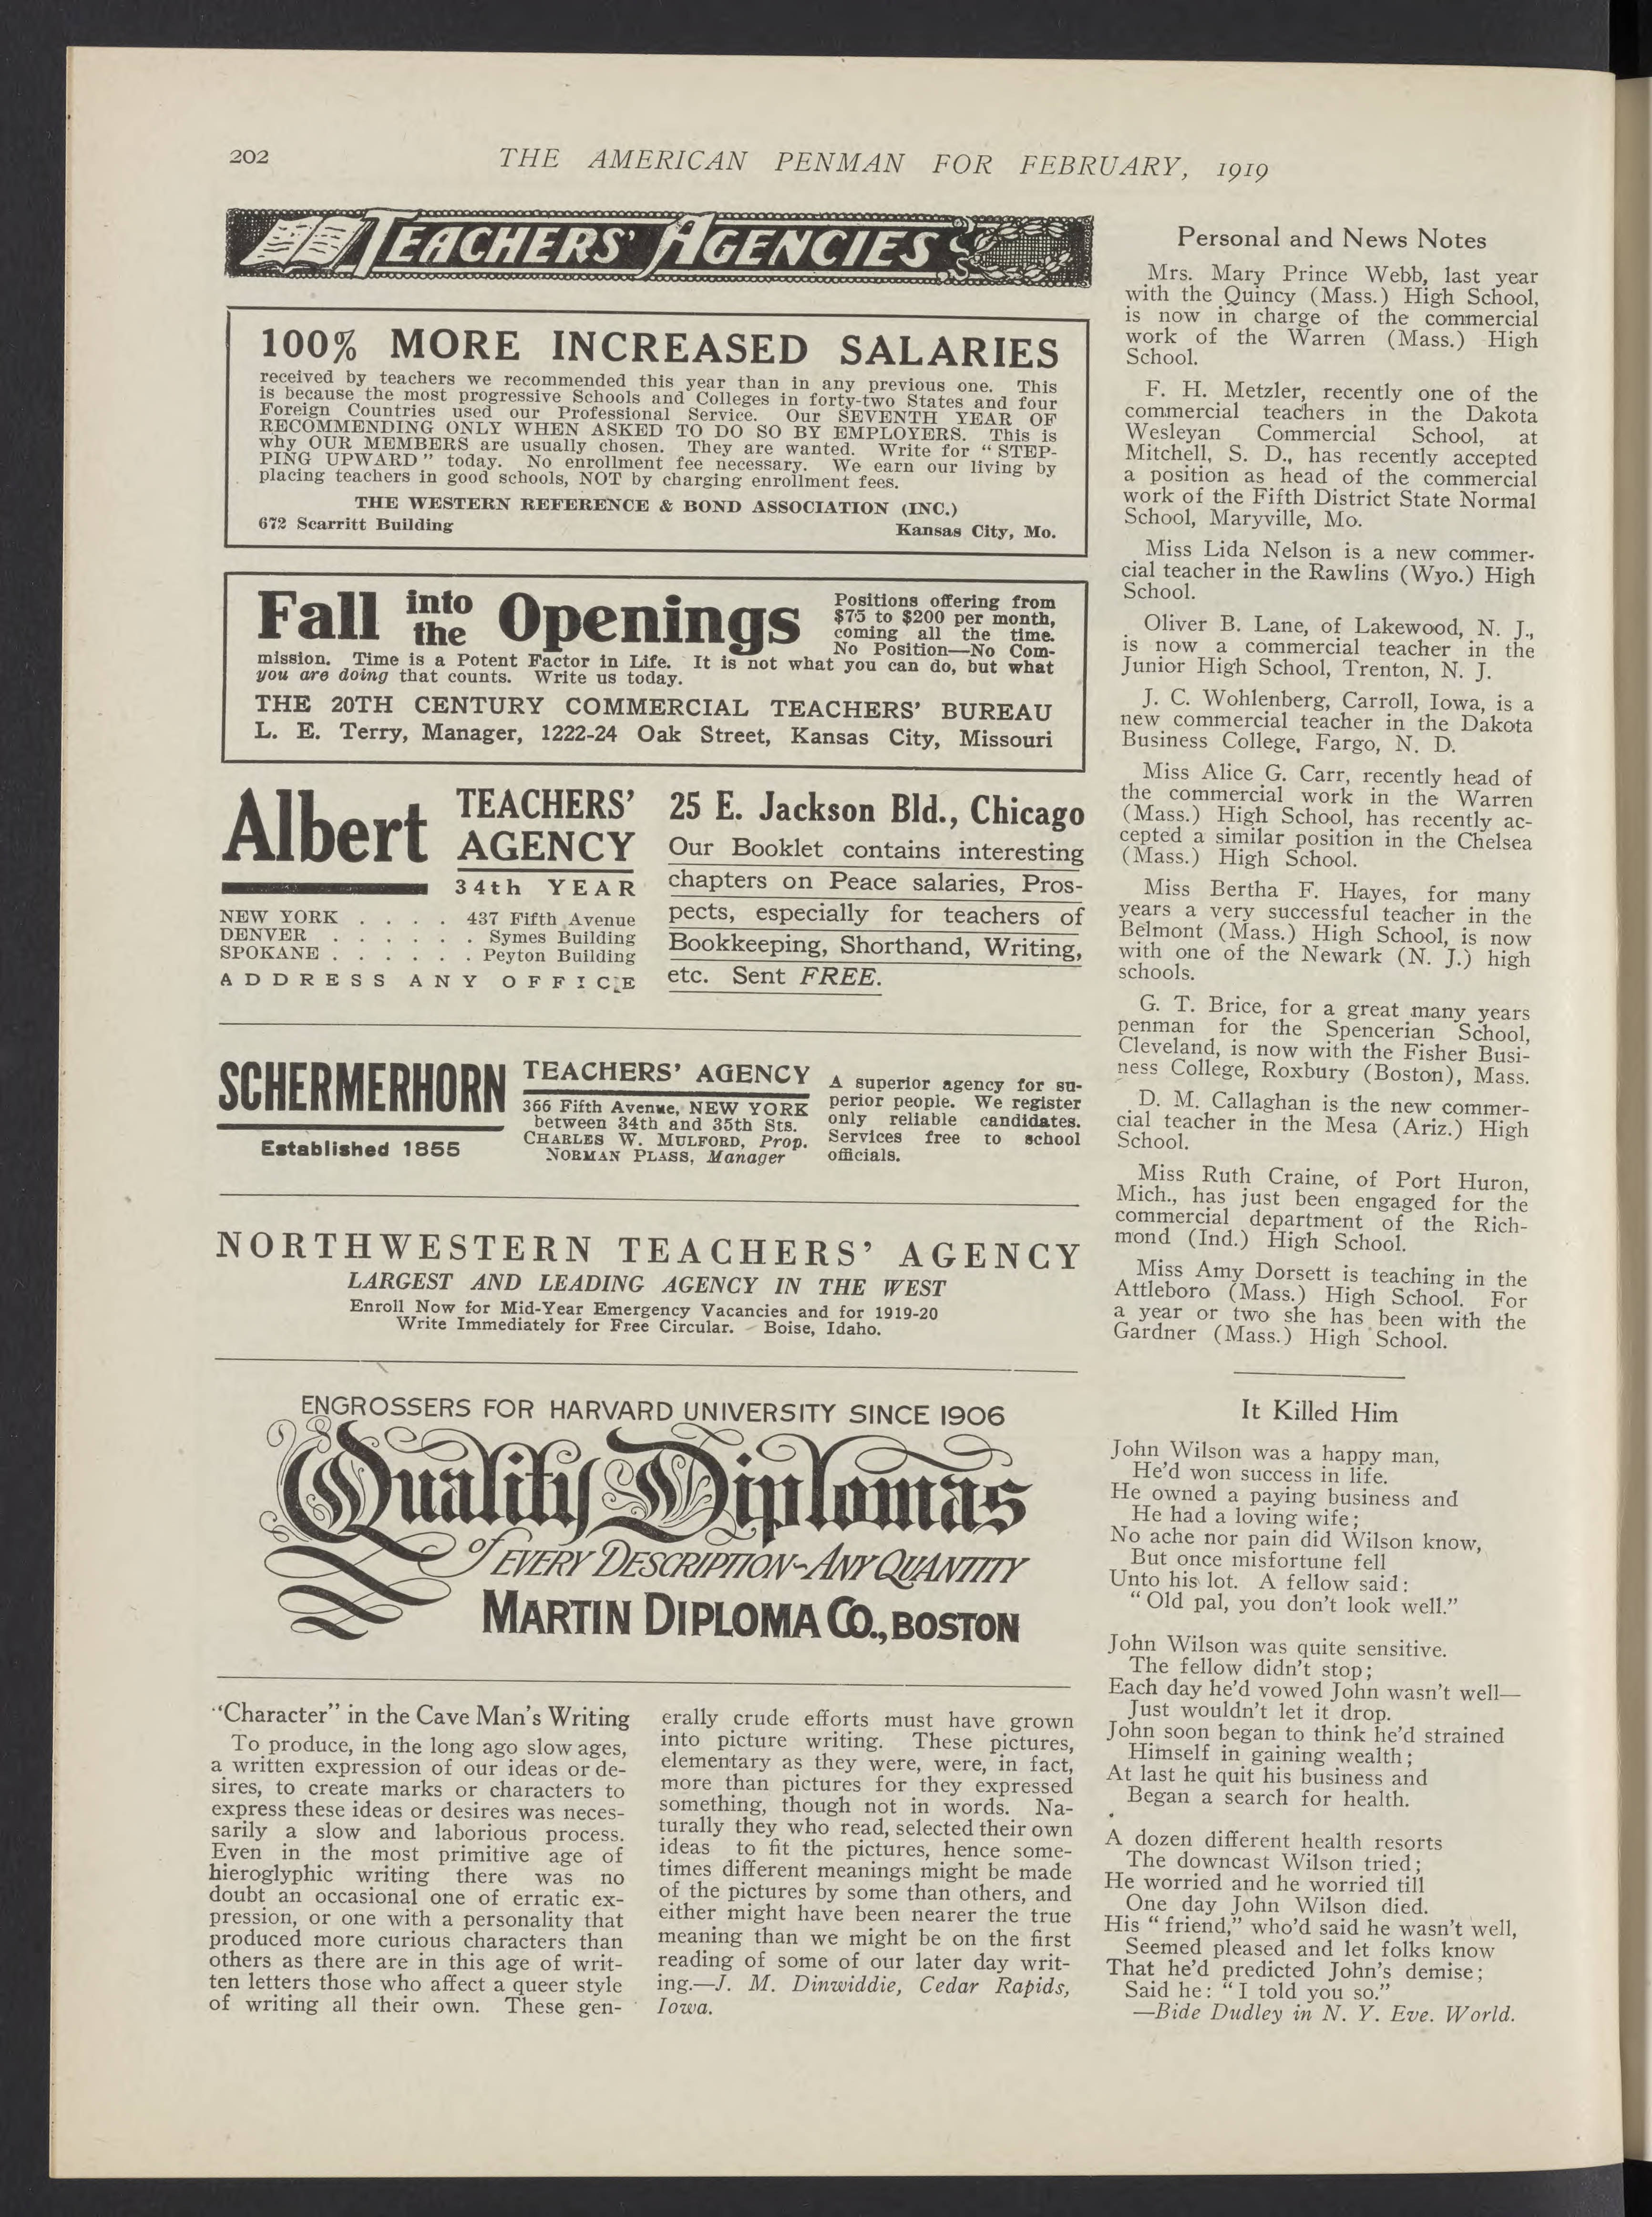 202
THE AMERICAN PENMAN FOR FEBRUARY, 1919
TEACHERS' AGENCIES
100% MORE INCREASED SALARIES
received by teachers we recommended this year than in any previous one. This
is because the most progressive Schools and Colleges in forty-two States and four
Foreign Countries used our Professional Service. Our SEVENTH YEAR OF
RECOMMENDING ONLY WHEN ASKED TO DO SO BY EMPLOYERS. This is
why OUR MEMBERS are usually chosen. They are wanted. Write for "STEP-
PING UPWARD" today. No enrollment fee necessary. We earn our living by
placing teachers in good schools, NOT by charging enrollment fees.
THE WESTERN REFERENCE & BOND ASSOCIATION (INC.)
672 Scarritt Building Kansas City, Mo.
Fall into the Openings
Positions offering from
$75 to $200 per month,
coming all the time.
No Position—No Com-
mission. Time is a Potent Factor in Life. It is not what you can do, but what
you are doing that counts. Write us today.
THE 20TH CENTURY COMMERCIAL TEACHERS' BUREAU
L. E. Terry, Manager, 1222-24 Oak Street, Kansas City, Missouri
Albert
TEACHERS'
AGENCY
34th YEAR
NEW YORK . . . . 437 Fifth Avenue
DENVER . . . . . . Symes Building
SPOKANE . . . . . . Peyton Building
ADDRESS ANY OFFICE
25 E. Jackson Bld., Chicago
Our Booklet contains interesting
chapters on Peace salaries, Pros-
pects, especially for teachers of
Bookkeeping, Shorthand, Writing,
etc. Sent FREE.
SCHERMERHORN
Established 1855
TEACHERS' AGENCY
366 Fifth Avenue, NEW YORK
between 34th and 35th Sts.
CHARLES W. MULFORD, Prop.
NORMAN PLASS, Manager
A superior agency for su-
perior people. We register
only reliable candidates.
Services free to school
officials.
NORTHWESTERN TEACHERS' AGENCY
LARGEST AND LEADING AGENCY IN THE WEST
Enroll Now for Mid-Year Emergency Vacancies and for 1919-20
Write Immediately for Free Circular. Boise, Idaho.
ENGROSSERS FOR HARVARD UNIVERSITY SINCE 1906
Quality Diplomas
of EVERY DESCRIPTION-ANY QUANTITY
MARTIN DIPLOMA CO., BOSTON
"Character" in the Cave Man's Writing
To produce, in the long ago slow ages,
a written expression of our ideas or de-
sires, to create marks or characters to
express these ideas or desires was neces-
sarily a slow and laborious process.
Even in the most primitive age of
hieroglyphic writing there was no
doubt an occasional one of erratic ex-
pression, or one with a personality that
produced more curious characters than
others as there are in this age of writ-
ten letters those who affect a queer style
of writing all their own. These gen-
erally crude efforts must have grown
into picture writing. These pictures,
elementary as they were, were, in fact,
more than pictures for they expressed
something, though not in words. Na-
turally they who read, selected their own
ideas to fit the pictures, hence some-
times different meanings might be made
of the pictures by some than others, and
either might have been nearer the true
meaning than we might be on the first
reading of some of our later day writ-
ing.—J. M. Dinwiddie, Cedar Rapids,
Iowa.
Personal and News Notes
Mrs. Mary Prince Webb, last year
with the Quincy (Mass.) High School,
is now in charge of the commercial
work of the Warren (Mass.) High
School.
F. H. Metzler, recently one of the
commercial teachers in the Dakota
Wesleyan Commercial School, at
Mitchell, S. D., has recently accepted
a position as head of the commercial
work of the Fifth District State Normal
School, Maryville, Mo.
Miss Lida Nelson is a new commer-
cial teacher in the Rawlins (Wyo.) High
School.
Oliver B. Lane, of Lakewood, N. J.,
is now a commercial teacher in the
Junior High School, Trenton, N. J.
J. C. Wohlenberg, Carroll, Iowa, is a
new commercial teacher in the Dakota
Business College, Fargo, N. D.
Miss Alice G. Carr, recently head of
the commercial work in the Warren
(Mass.) High School, has recently ac-
cepted a similar position in the Chelsea
(Mass.) High School.
Miss Bertha F. Hayes, for many
years a very successful teacher in the
Belmont (Mass.) High School, is now
with one of the Newark (N. J.) high
schools.
G. T. Brice, for a great many years
penman for the Spencerian School,
Cleveland, is now with the Fisher Busi-
ness College, Roxbury (Boston), Mass.
D. M. Callaghan is the new commer-
cial teacher in the Mesa (Ariz.) High
School.
Miss Ruth Craine, of Port Huron,
Mich., has just been engaged for the
commercial department of the Rich-
mond (Ind.) High School.
Miss Amy Dorsett is teaching in the
Attleboro (Mass.) High School. For
a year or two she has been with the
Gardner (Mass.) High School.
It Killed Him
John Wilson was a happy man,
He'd won success in life.
He owned a paying business and
He had a loving wife;
No ache nor pain did Wilson know,
But once misfortune fell
Unto his lot. A fellow said:
"Old pal, you don't look well."
John Wilson was quite sensitive.
The fellow didn't stop;
Each day he'd vowed John wasn't well—
Just wouldn't let it drop.
John soon began to think he'd strained
Himself in gaining wealth;
At last he quit his business and
Began a search for health.
A dozen different health resorts
The downcast Wilson tried;
He worried and he worried till
One day John Wilson died.
His "friend," who'd said he wasn't well,
Seemed pleased and let folks know
That he'd predicted John's demise;
Said he: "I told you so."
—Bide Dudley in N. Y. Eve. World.